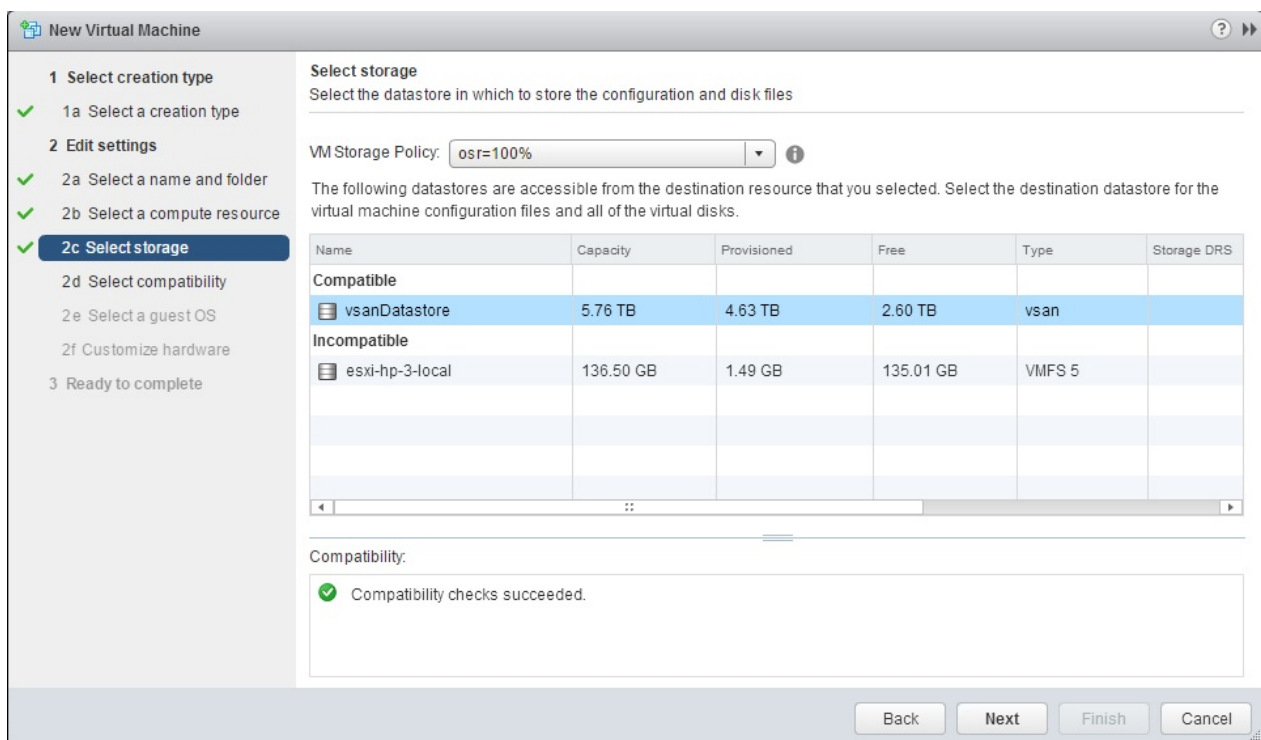 New Virtual Machine
1 Select creation type
1a Select a creation type
2 Edit settings
2a Select a name and folder
2b Select a compute resource
2c Select storage
2d Select compatibility
2e Select a guest OS
2f Customize hardware
3 Ready to complete
Select storage
Select the datastore in which to store the configuration and disk files
VM Storage Policy: osr=100%
The following datastores are accessible from the destination resource that you selected. Select the destination datastore for the
virtual machine configuration files and all of the virtual disks.
Name Capacity Provisioned Free Type Storage DRS
Compatible
vsanDatastore 5.76 TB 4.63 TB 2.60 TB vsan
Incompatible
esxi-hp-3-local 136.50 GB 1.49 GB 135.01 GB VMFS 5
Compatibility:
Compatibility checks succeeded.
Back Next Finish Cancel